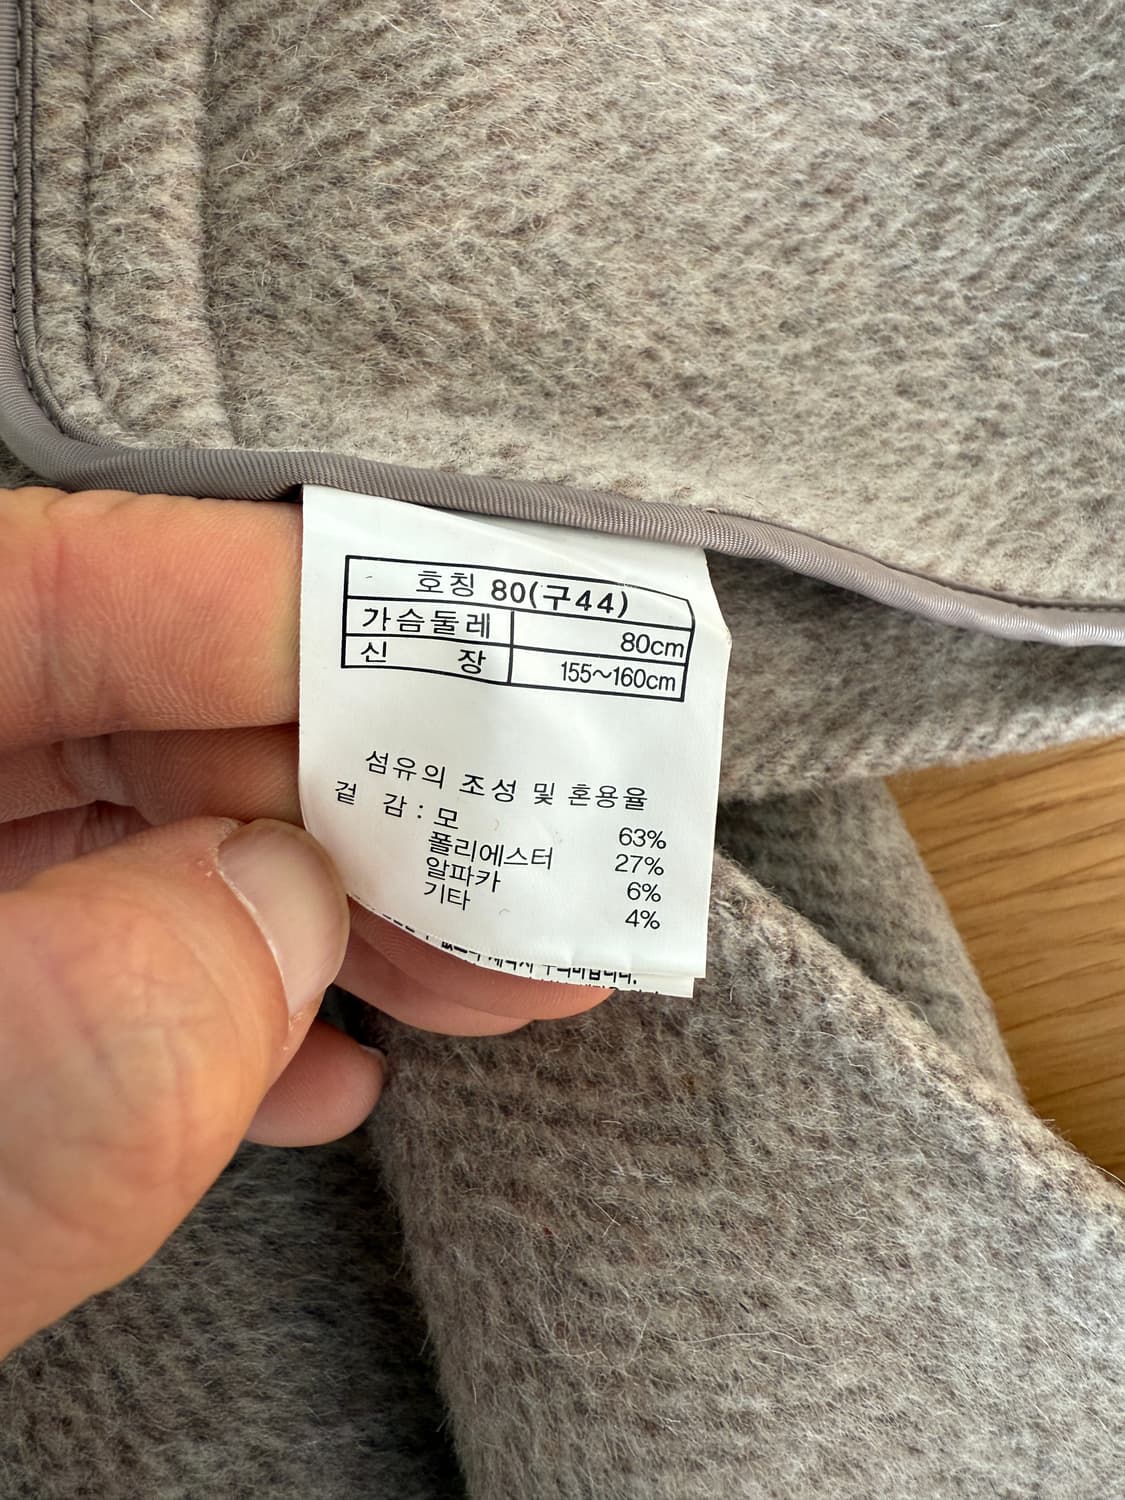 호칭 80(구44)
가슴둘레 80cm
신 장 155~160cm
섬유의 조성 및 혼용율
겉 감 : 모 63%
폴리에스터 27%
알파카 6%
기타 4%